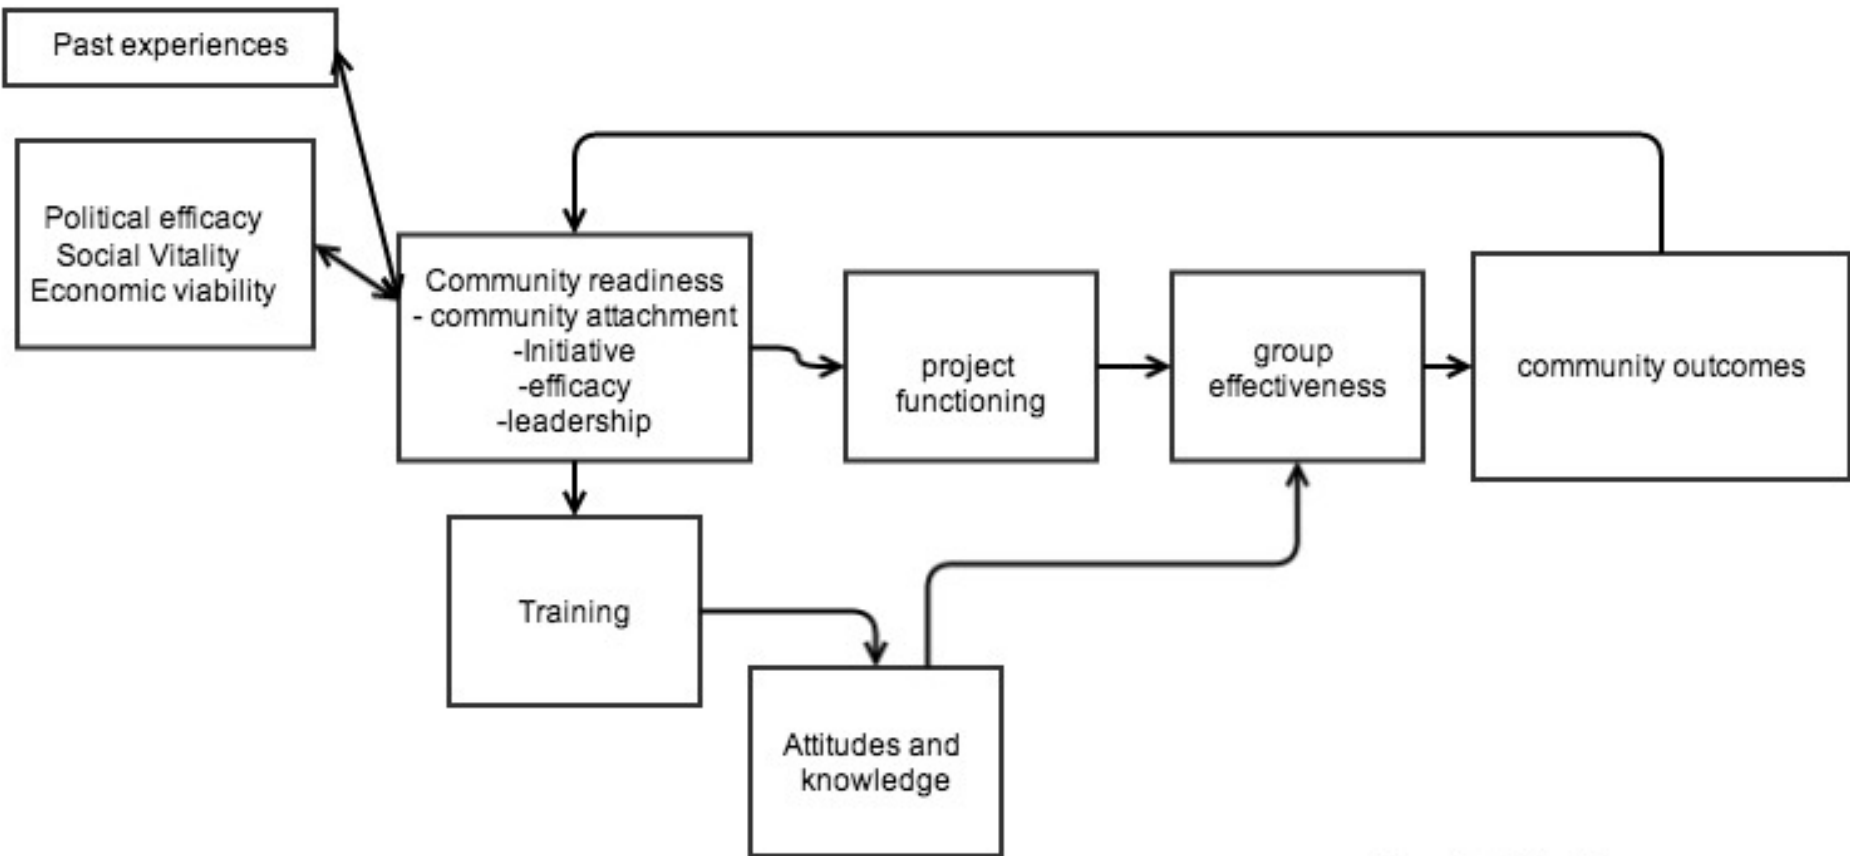 Past experiences
Political efficacy
Social Vitality
Economic viability
Community readiness
- community attachment
-Initiative
-efficacy
-leadership
project
functioning
group
effectiveness
community outcomes
Training
Attitudes and
knowledge